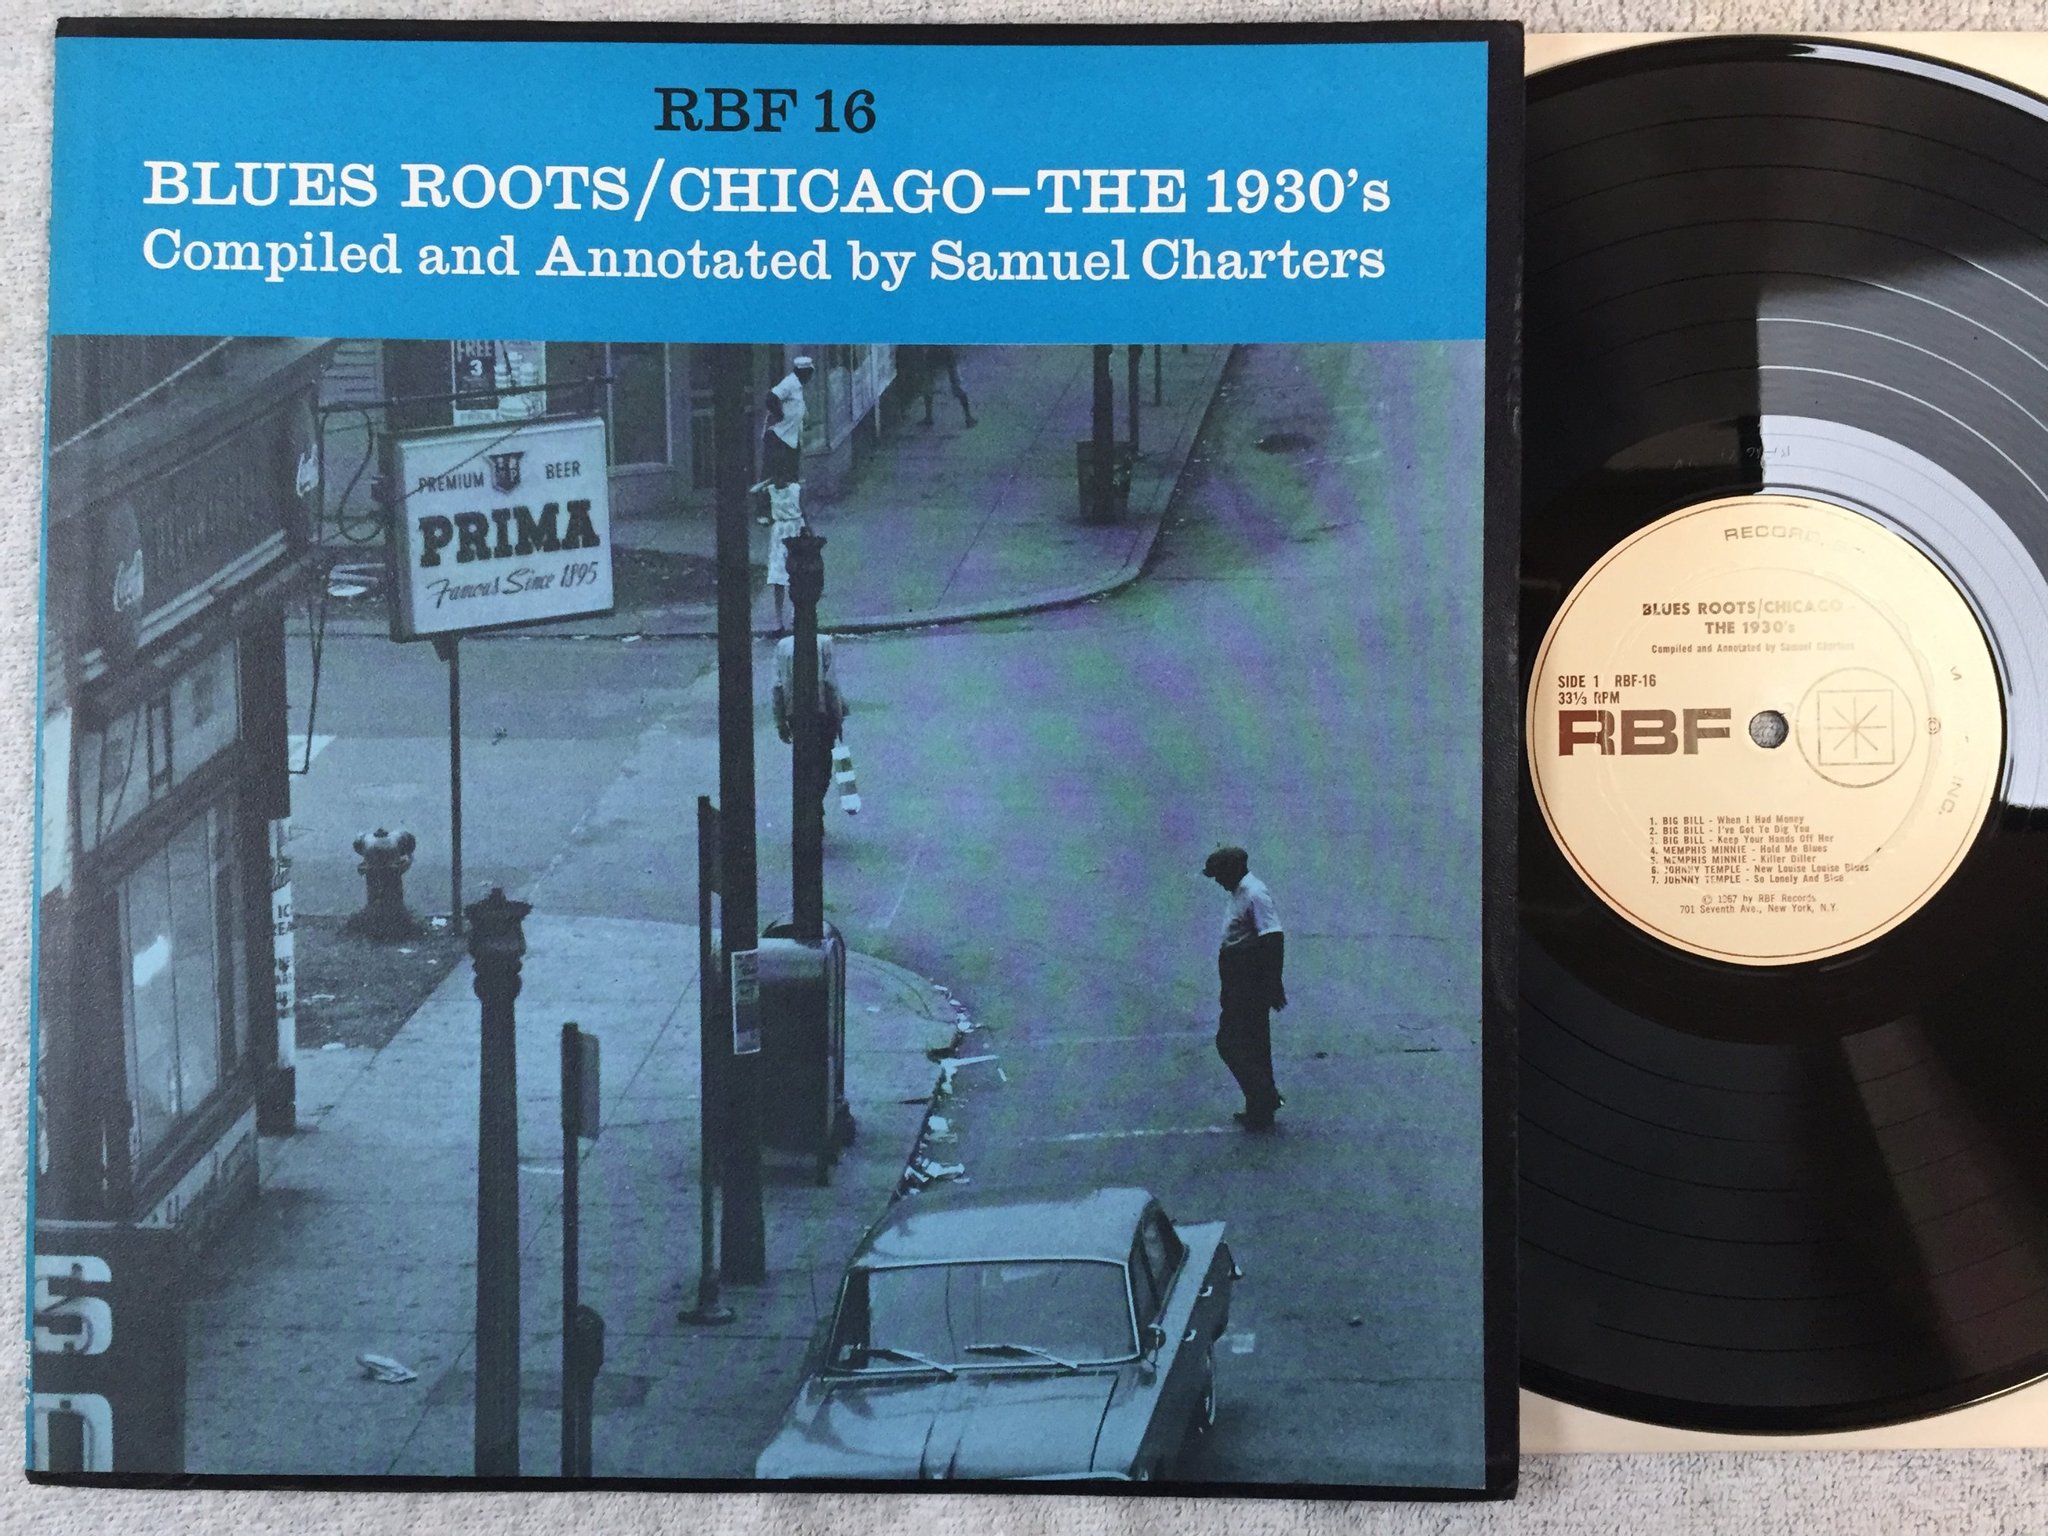 RBF 16
BLUES ROOTS/CHICAGO—THE 1930's
Compiled and Annotated by Samuel Charters
FREE
3
PREMIUM BEER
PRIMA
Famous Since 1895
BLUES ROOTS/CHICAGO -
THE 1930's
Compiled and Annotated by Samuel Charters
SIDE 1 RBF-16
33⅓ RPM
RBF
1. BIG BILL - When I Had Money
2. BIG BILL - I've Got To Dig You
3. BIG BILL - Keep Your Hands Off Her
4. MEMPHIS MINNIE - Hold Me Blues
5. MEMPHIS MINNIE - Killer Diller
6. JOHNNY TEMPLE - New Louise Louise Blues
7. JOHNNY TEMPLE - So Lonely And Blue
© 1967 by RBF Records
701 Seventh Ave., New York, N.Y.
INC.